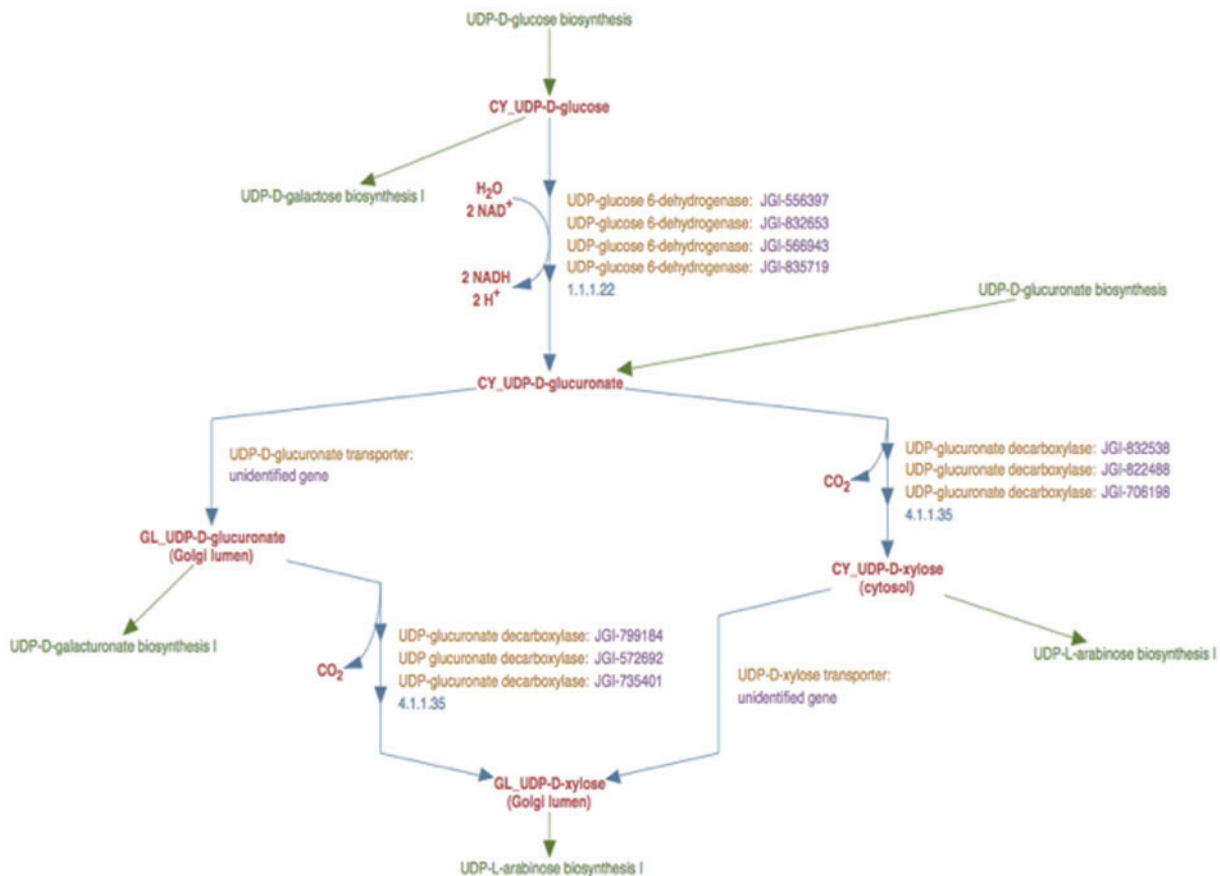 UDP-D-glucose biosynthesis
CY_UDP-D-glucose
UDP-D-galactose biosynthesis I
H2O
2 NAD+
UDP-glucose 6-dehydrogenase: JGI-556397
UDP-glucose 6-dehydrogenase: JGI-832653
UDP-glucose 6-dehydrogenase: JGI-566943
UDP-glucose 6-dehydrogenase: JGI-835719
1.1.1.22
2 NADH
2 H+
UDP-D-glucuronate biosynthesis
CY_UDP-D-glucuronate
UDP-D-glucuronate transporter:
unidentified gene
UDP-glucuronate decarboxylase: JGI-832538
UDP-glucuronate decarboxylase: JGI-822488
UDP-glucuronate decarboxylase: JGI-706198
4.1.1.35
CO2
GL_UDP-D-glucuronate
(Golgi lumen)
CY_UDP-D-xylose
(cytosol)
UDP-D-galacturonate biosynthesis I
UDP-L-arabinose biosynthesis I
UDP-glucuronate decarboxylase: JGI-799184
UDP glucuronate decarboxylase: JGI-572692
UDP-glucuronate decarboxylase: JGI-735401
4.1.1.35
CO2
UDP-D-xylose transporter:
unidentified gene
GL_UDP-D-xylose
(Golgi lumen)
UDP-L-arabinose biosynthesis I